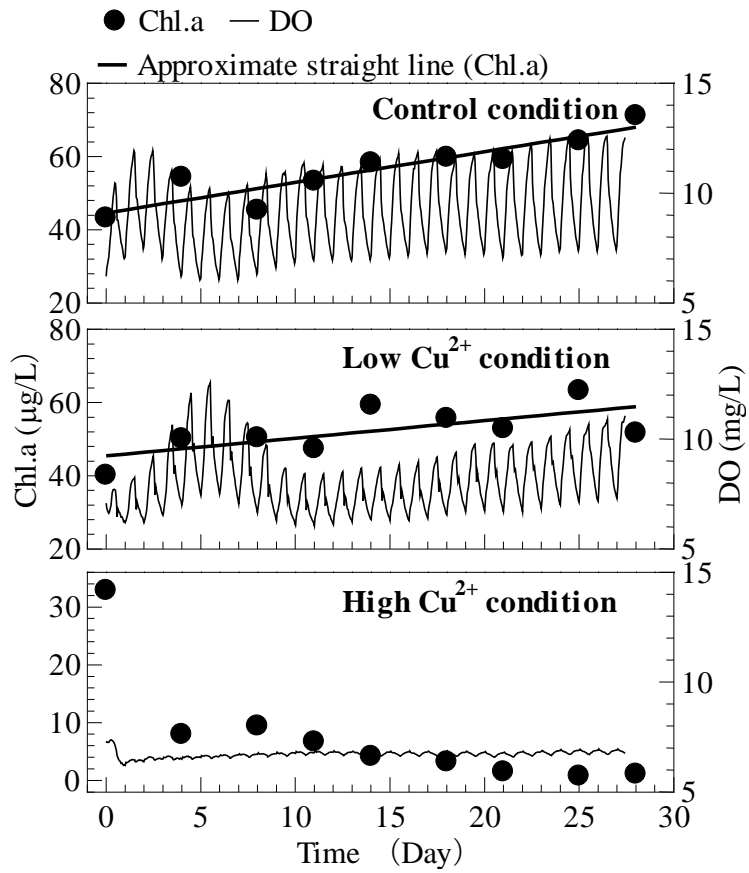 ● Chl.a — DO
— Approximate straight line (Chl.a)
80 15
Control condition
60
10
40
20 5
80 15
Low Cu²⁺ condition
60
10
40
20 5
15
High Cu²⁺ condition
30
20 10
10
0 5
0 5 10 15 20 25 30
Time (Day)
Chl.a (μg/L)
DO (mg/L)